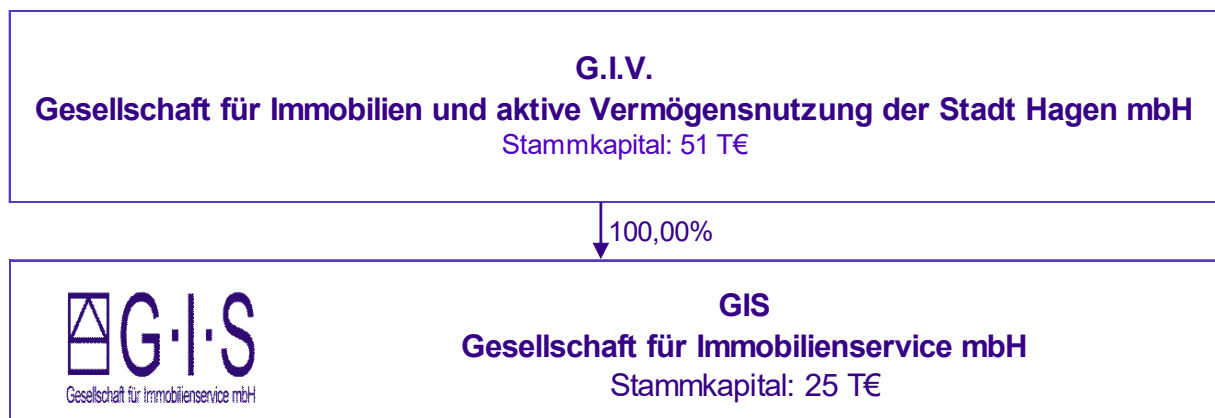 G.I.V.
Gesellschaft für Immobilien und aktive Vermögensnutzung der Stadt Hagen mbH
Stammkapital: 51 T€
100,00%
G·I·S
Gesellschaft für Immobilienservice mbH
GIS
Gesellschaft für Immobilienservice mbH
Stammkapital: 25 T€